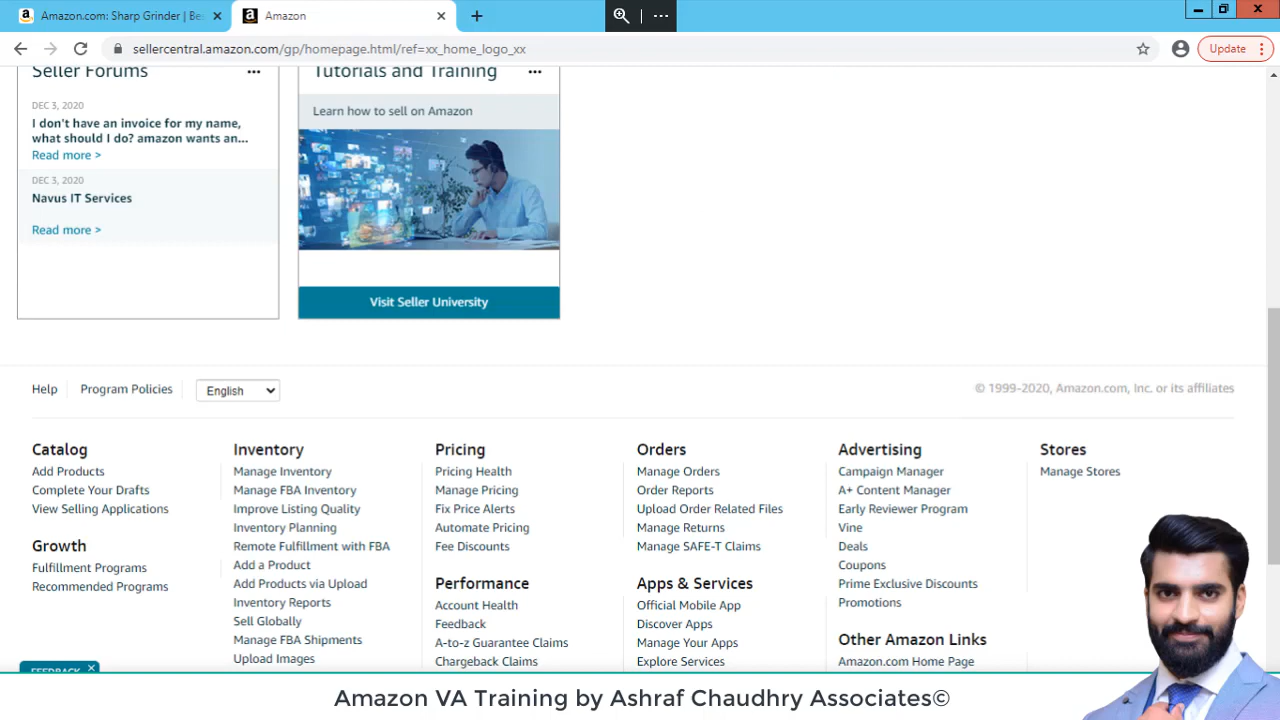 Amazon.com: Sharp Grinder | Be
Amazon
sellercentral.amazon.com/gp/homepage.html/ref=xx_home_logo_xx
Update
Seller Forums
DEC 3, 2020
I don't have an invoice for my name,
what should I do? amazon wants an...
Read more >
DEC 3, 2020
Navus IT Services
Read more >
Tutorials and Training
Learn how to sell on Amazon
Visit Seller University
Help
Program Policies
English
© 1999-2020, Amazon.com, Inc. or its affiliates
Catalog
Add Products
Complete Your Drafts
View Selling Applications
Growth
Fulfillment Programs
Recommended Programs
Inventory
Manage Inventory
Manage FBA Inventory
Improve Listing Quality
Inventory Planning
Remote Fulfillment with FBA
Add a Product
Add Products via Upload
Inventory Reports
Sell Globally
Manage FBA Shipments
Upload Images
Pricing
Pricing Health
Manage Pricing
Fix Price Alerts
Automate Pricing
Fee Discounts
Performance
Account Health
Feedback
A-to-z Guarantee Claims
Chargeback Claims
Orders
Manage Orders
Order Reports
Upload Order Related Files
Manage Returns
Manage SAFE-T Claims
Apps & Services
Official Mobile App
Discover Apps
Manage Your Apps
Explore Services
Advertising
Campaign Manager
A+ Content Manager
Early Reviewer Program
Vine
Deals
Coupons
Prime Exclusive Discounts
Promotions
Other Amazon Links
Amazon.com Home Page
Stores
Manage Stores
FEEDBACK
Amazon VA Training by Ashraf Chaudhry Associates©